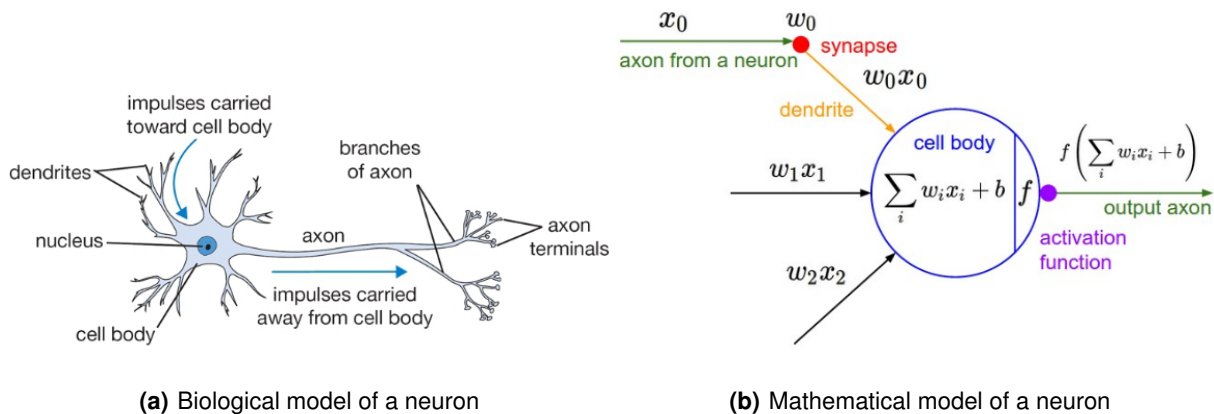 impulses carried
toward cell body
dendrites
nucleus
cell body
axon
impulses carried
away from cell body
branches
of axon
axon
terminals
(a) Biological model of a neuron
x₀
w₀
synapse
axon from a neuron
w₀x₀
dendrite
cell body
w₁x₁
∑ᵢ wᵢxᵢ + b
f
f(∑ᵢ wᵢxᵢ + b)
output axon
activation
function
w₂x₂
(b) Mathematical model of a neuron